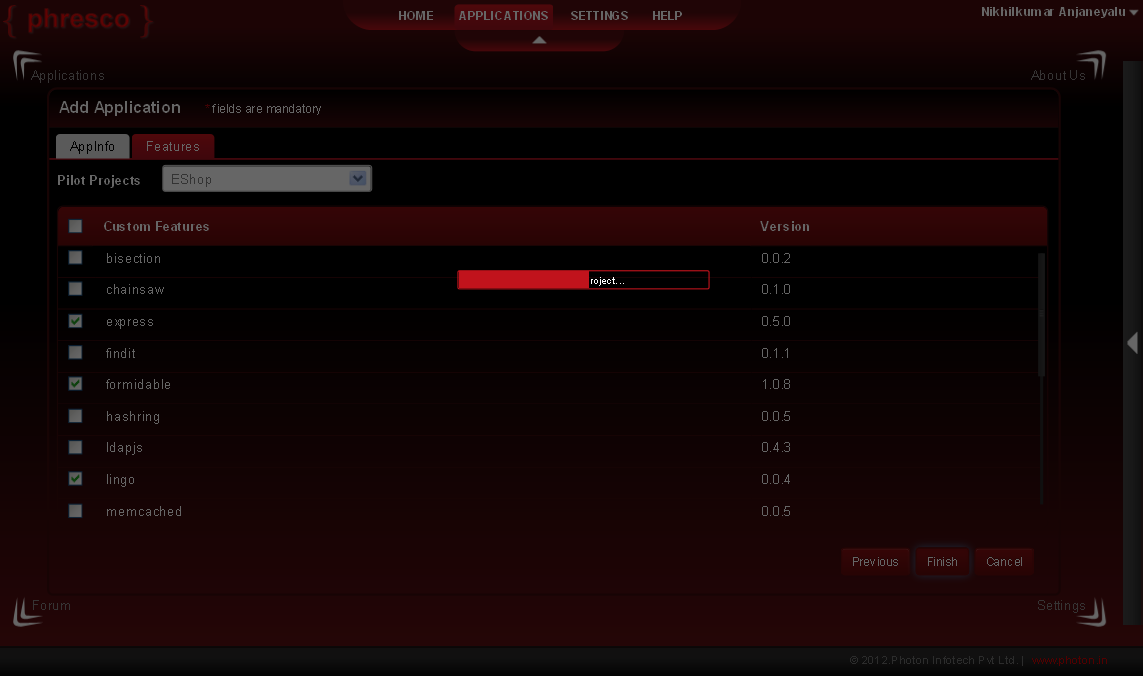 { phresco }
HOME APPLICATIONS SETTINGS HELP
Nikhilkumar Anjaneyalu
Applications
About Us
Add Application * fields are mandatory
AppInfo Features
Pilot Projects EShop
Custom Features Version
bisection 0.0.2
roject...
chainsaw 0.1.0
express 0.5.0
findit 0.1.1
formidable 1.0.8
hashring 0.0.5
ldapjs 0.4.3
lingo 0.0.4
memcached 0.0.5
Previous Finish Cancel
Forum
Settings
© 2012.Photon Infotech Pvt Ltd. | www.photon.in